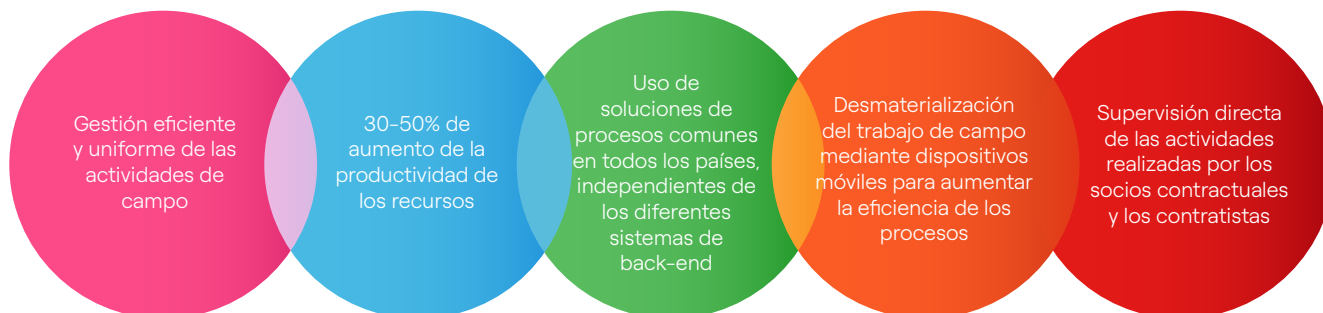 Gestión eficiente
y uniforme de las
actividades de
campo
30-50% de
aumento de la
productividad de
los recursos
Uso de
soluciones de
procesos comunes
en todos los países,
independientes de
los diferentes
sistemas de
back-end
Desmaterialización
del trabajo de campo
mediante dispositivos
móviles para aumentar
la eficiencia de los
procesos
Supervisión directa
de las actividades
realizadas por los
socios contractuales
y los contratistas